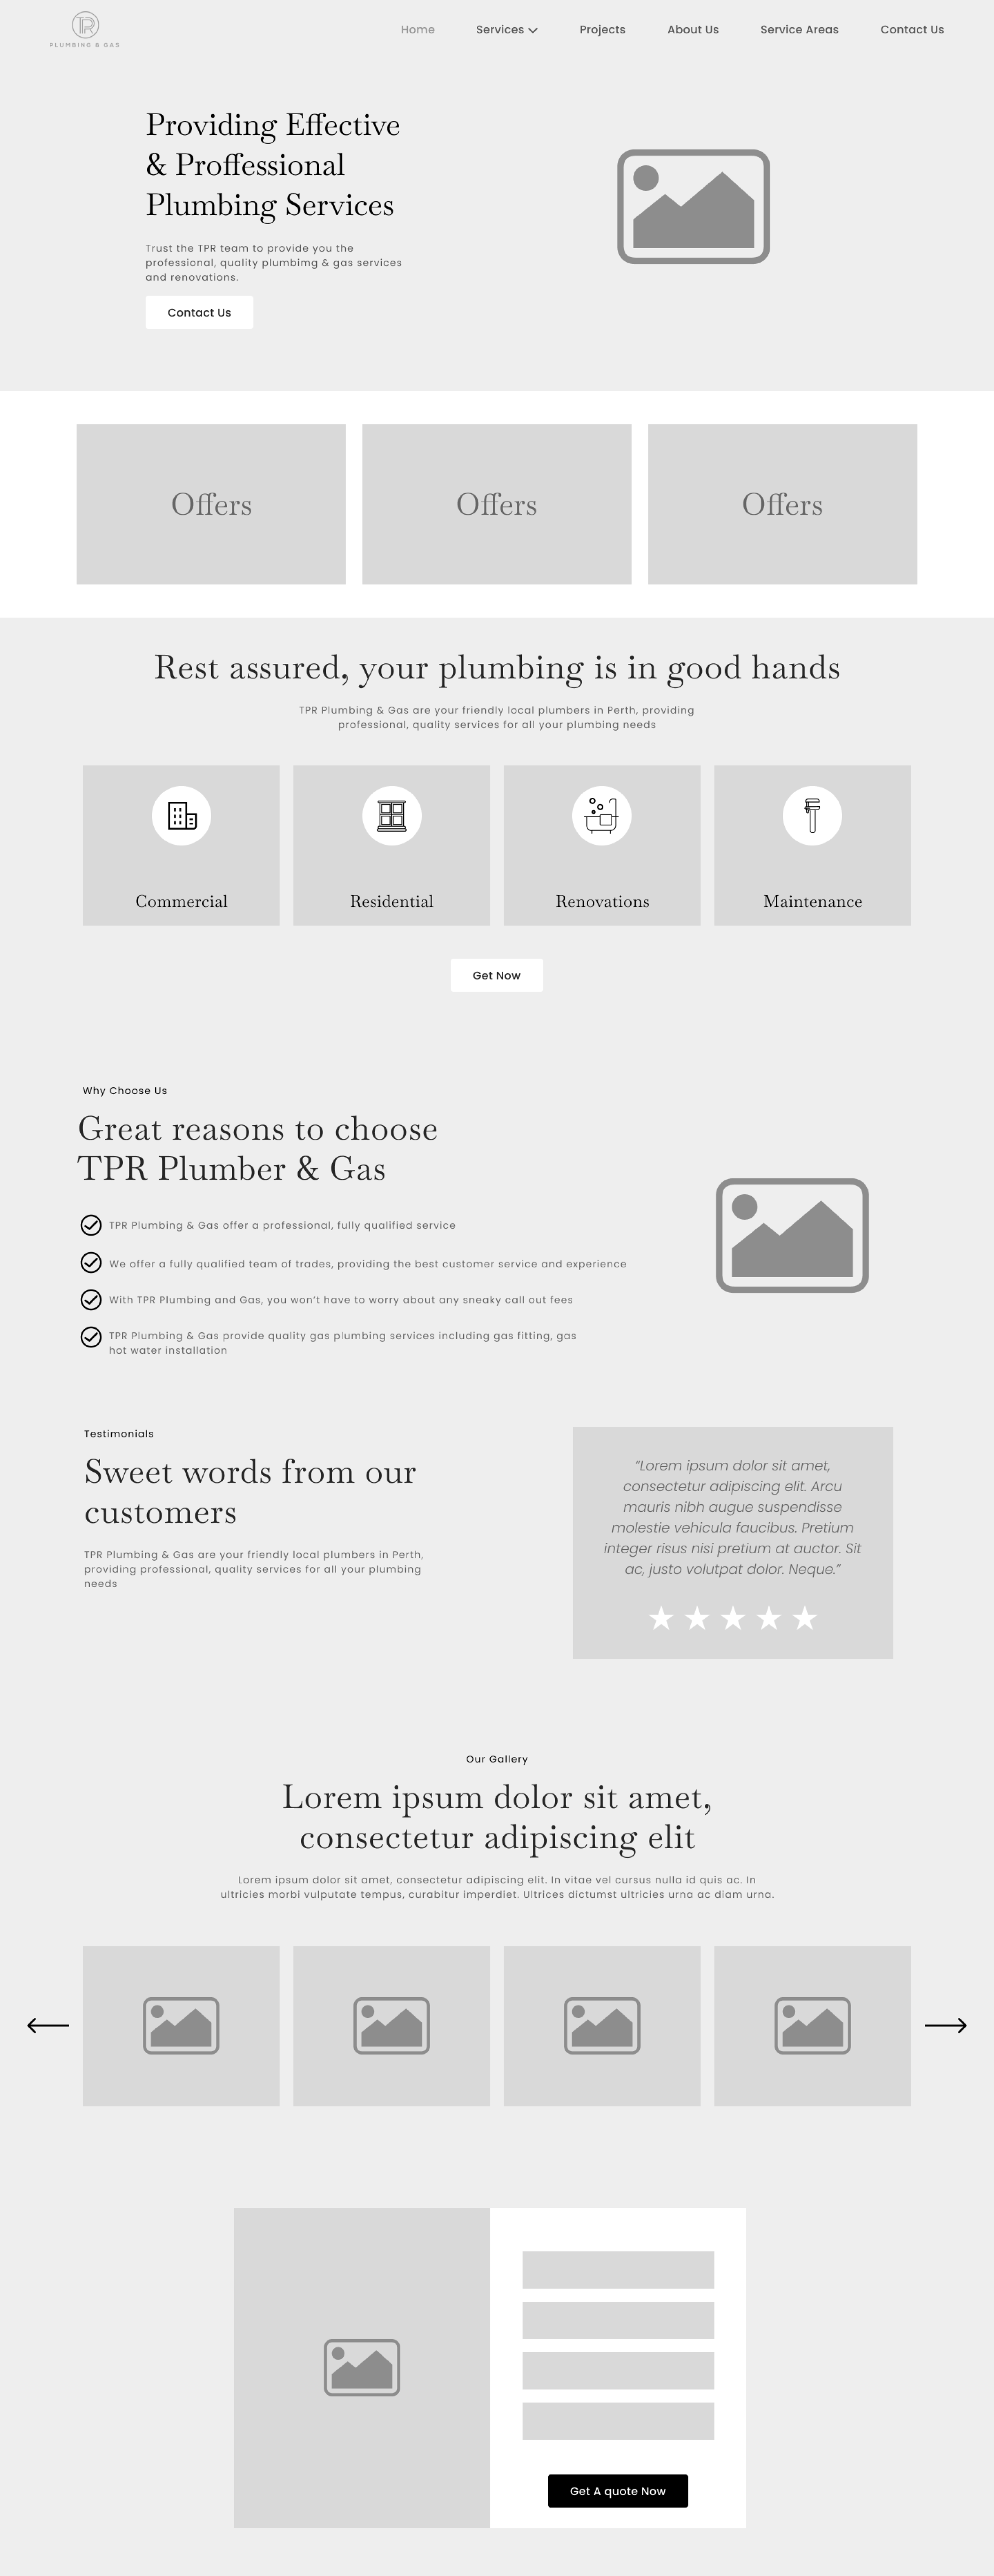 TPR
PLUMBING & GAS
Home
Services
Projects
About Us
Service Areas
Contact Us
Providing Effective
& Proffessional
Plumbing Services
Trust the TPR team to provide you the
professional, quality plumbimg & gas services
and renovations.
Contact Us
Offers
Offers
Offers
Rest assured, your plumbing is in good hands
TPR Plumbing & Gas are your friendly local plumbers in Perth, providing
professional, quality services for all your plumbing needs
Commercial
Residential
Renovations
Maintenance
Get Now
Why Choose Us
Great reasons to choose
TPR Plumber & Gas
TPR Plumbing & Gas offer a professional, fully qualified service
We offer a fully qualified team of trades, providing the best customer service and experience
With TPR Plumbing and Gas, you won’t have to worry about any sneaky call out fees
TPR Plumbing & Gas provide quality gas plumbing services including gas fitting, gas
hot water installation
Testimonials
Sweet words from our
customers
TPR Plumbing & Gas are your friendly local plumbers in Perth,
providing professional, quality services for all your plumbing
needs
“Lorem ipsum dolor sit amet,
consectetur adipiscing elit. Arcu
mauris nibh augue suspendisse
molestie vehicula faucibus. Pretium
integer risus nisi pretium at auctor. Sit
ac, justo volutpat dolor. Neque.”
Our Gallery
Lorem ipsum dolor sit amet,
consectetur adipiscing elit
Lorem ipsum dolor sit amet, consectetur adipiscing elit. In vitae vel cursus nulla id quis ac. In
ultricies morbi vulputate tempus, curabitur imperdiet. Ultrices dictumst ultricies urna ac diam urna.
Get A quote Now